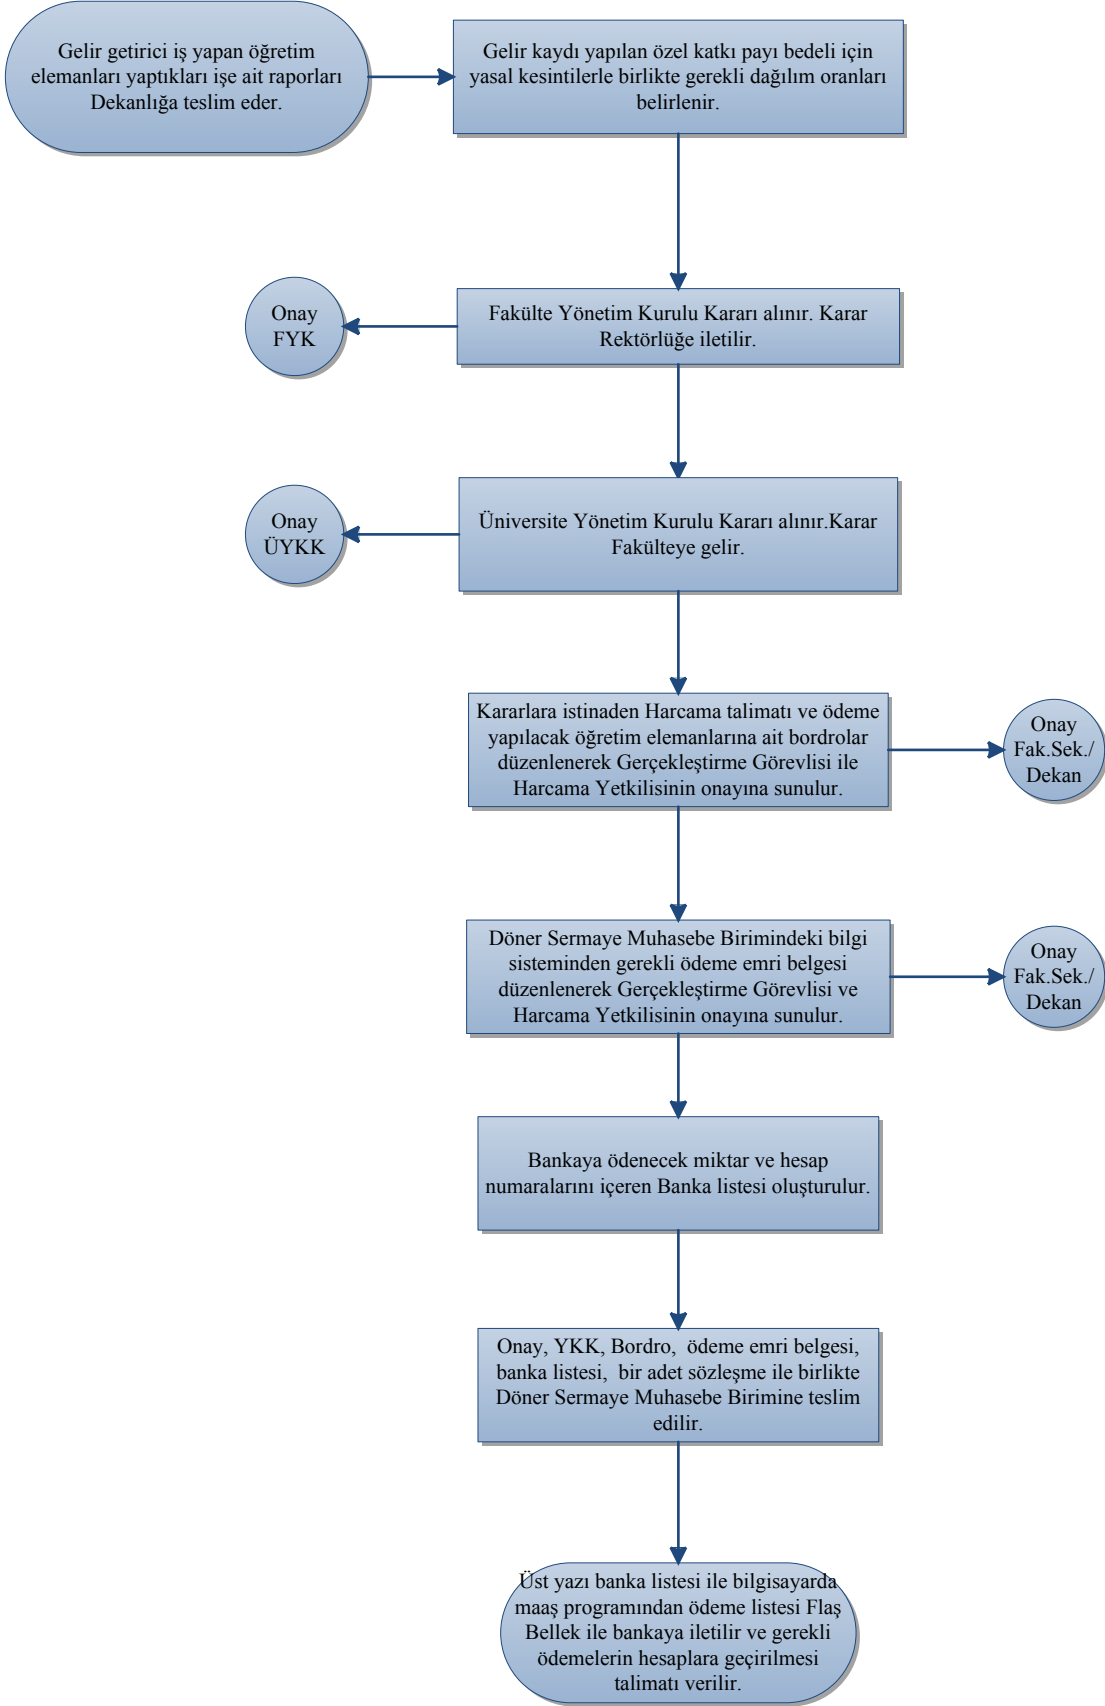 Gelir getirici iş yapan öğretim
elemanları yaptıkları işe ait raporları
Dekanlığa teslim eder.
Gelir kaydı yapılan özel katkı payı bedeli için
yasal kesintilerle birlikte gerekli dağılım oranları
belirlenir.
Onay
FYK
Fakülte Yönetim Kurulu Kararı alınır. Karar
Rektörlüğe iletilir.
Onay
ÜYKK
Üniversite Yönetim Kurulu Kararı alınır.Karar
Fakülteye gelir.
Kararlara istinaden Harcama talimatı ve ödeme
yapılacak öğretim elemanlarına ait bordrolar
düzenlenerek Gerçekleştirme Görevlisi ile
Harcama Yetkilisinin onayına sunulur.
Onay
Fak.Sek./
Dekan
Döner Sermaye Muhasebe Birimindeki bilgi
sisteminden gerekli ödeme emri belgesi
düzenlenerek Gerçekleştirme Görevlisi ve
Harcama Yetkilisinin onayına sunulur.
Onay
Fak.Sek./
Dekan
Bankaya ödenecek miktar ve hesap
numaralarını içeren Banka listesi oluşturulur.
Onay, YKK, Bordro,  ödeme emri belgesi,
banka listesi,  bir adet sözleşme ile birlikte
Döner Sermaye Muhasebe Birimine teslim
edilir.
Üst yazı banka listesi ile bilgisayarda
maaş programından ödeme listesi Flaş
Bellek ile bankaya iletilir ve gerekli
ödemelerin hesaplara geçirilmesi
talimatı verilir.